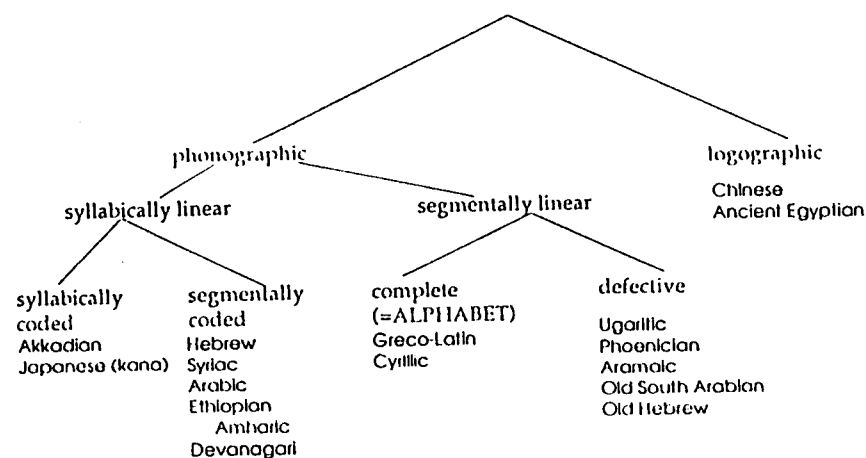 phonographic
logographic
Chinese
Ancient Egyptian
syllabically linear
segmentally linear
syllabically
coded
Akkadian
Japanese (kana)
segmentally
coded
Hebrew
Syriac
Arabic
Ethiopian
Amharic
Devanagari
complete
(=ALPHABET)
Greco-Latin
Cyrillic
defective
Ugaritic
Phoenician
Aramaic
Old South Arabian
Old Hebrew